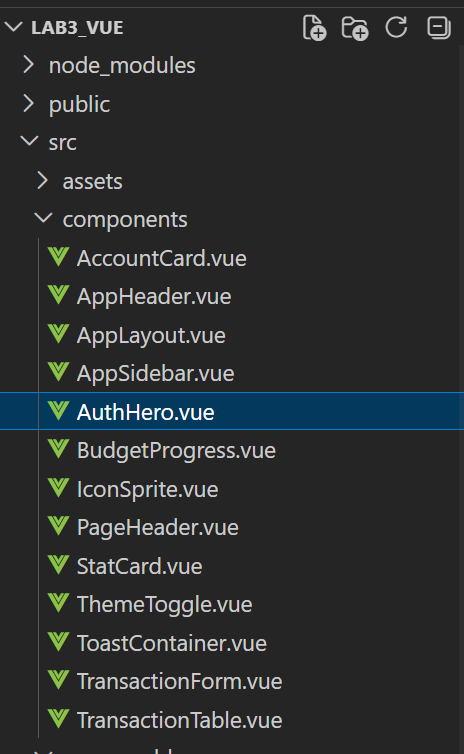 LAB3_VUE
node_modules
public
src
assets
components
AccountCard.vue
AppHeader.vue
AppLayout.vue
AppSidebar.vue
AuthHero.vue
BudgetProgress.vue
IconSprite.vue
PageHeader.vue
StatCard.vue
ThemeToggle.vue
ToastContainer.vue
TransactionForm.vue
TransactionTable.vue